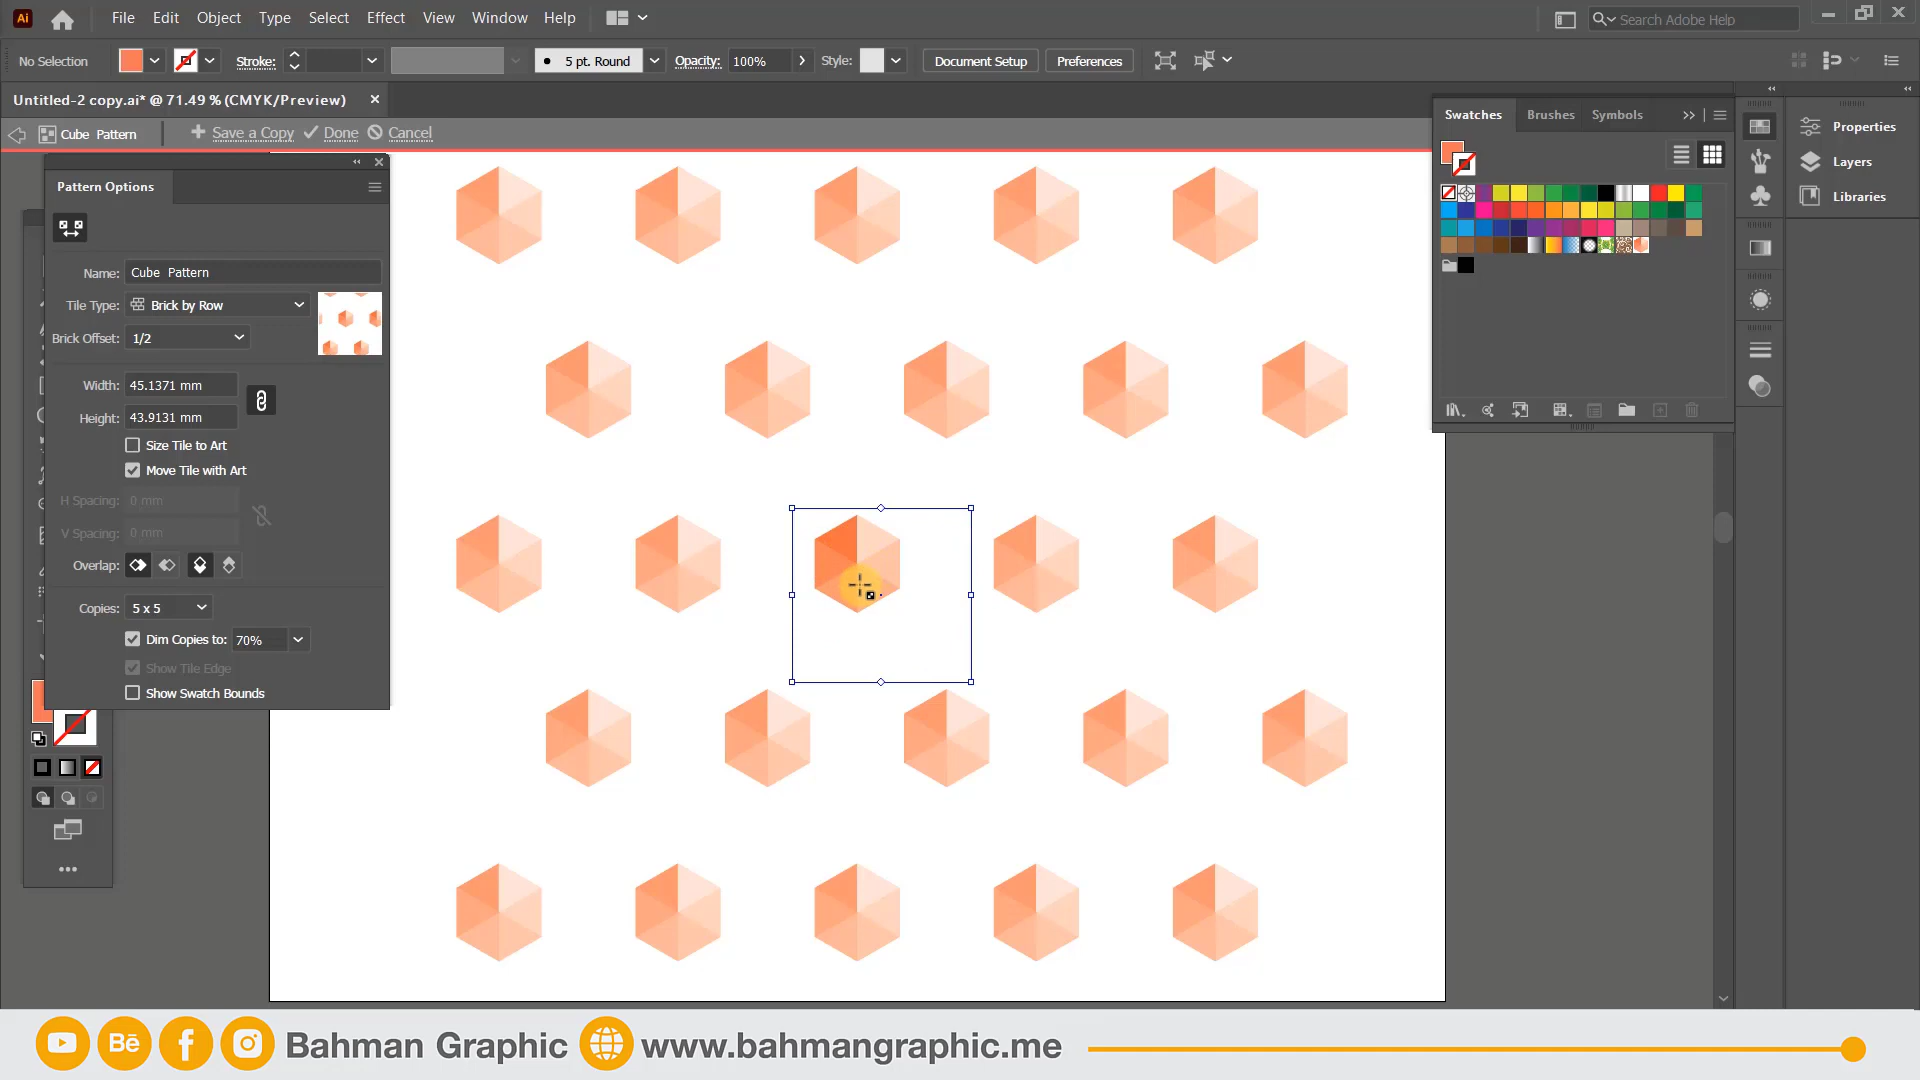 Ai File Edit Object Type Select Effect View Window Help Search Adobe Help
No Selection Stroke: 5 pt. Round Opacity: 100% Style: Document Setup Preferences
Untitled-2 copy.ai* @ 71.49 % (CMYK/Preview)
Cube Pattern Save a Copy Done Cancel
Pattern Options
Name: Cube Pattern
Tile Type: Brick by Row
Brick Offset: 1/2
Width: 45.1371 mm
Height: 43.9131 mm
Size Tile to Art
Move Tile with Art
H Spacing: 0 mm
V Spacing: 0 mm
Overlap:
Copies: 5 x 5
Dim Copies to: 70%
Show Tile Edge
Show Swatch Bounds
Swatches Brushes Symbols
Properties
Layers
Libraries
Bē f Bahman Graphic www.bahmangraphic.me